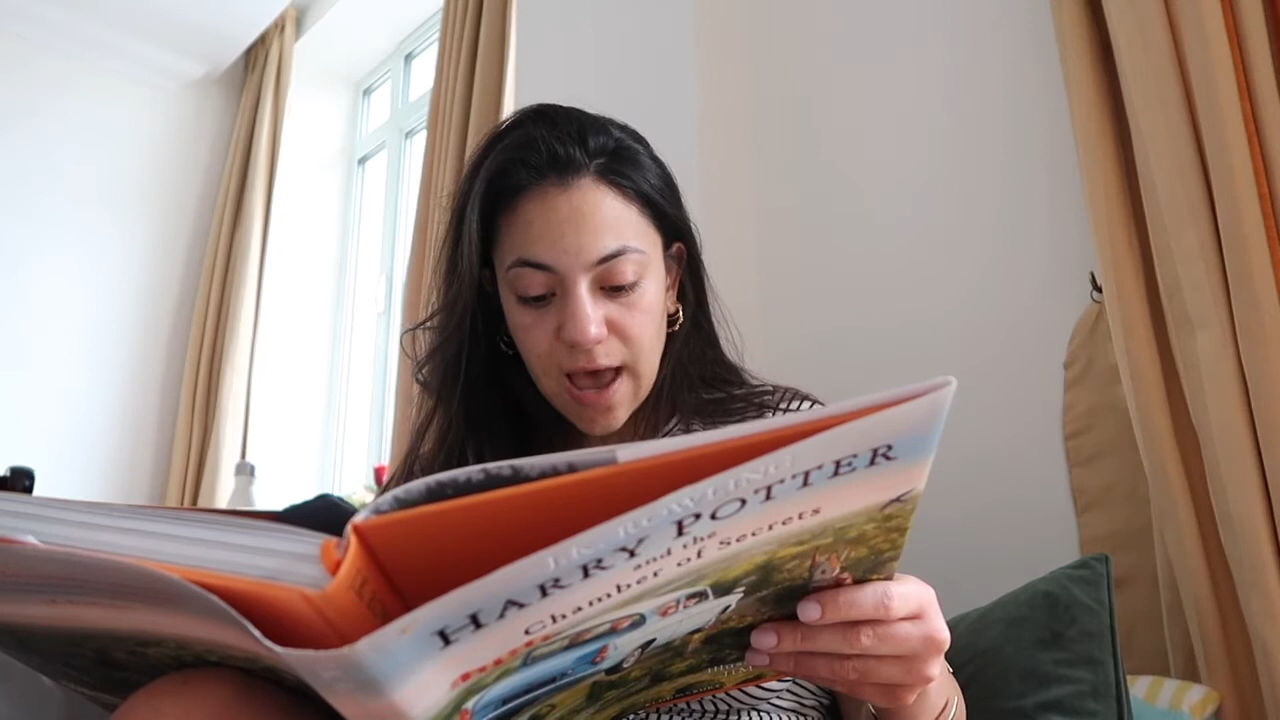 J.K. ROWLING
HARRY POTTER
and the
Chamber of Secrets